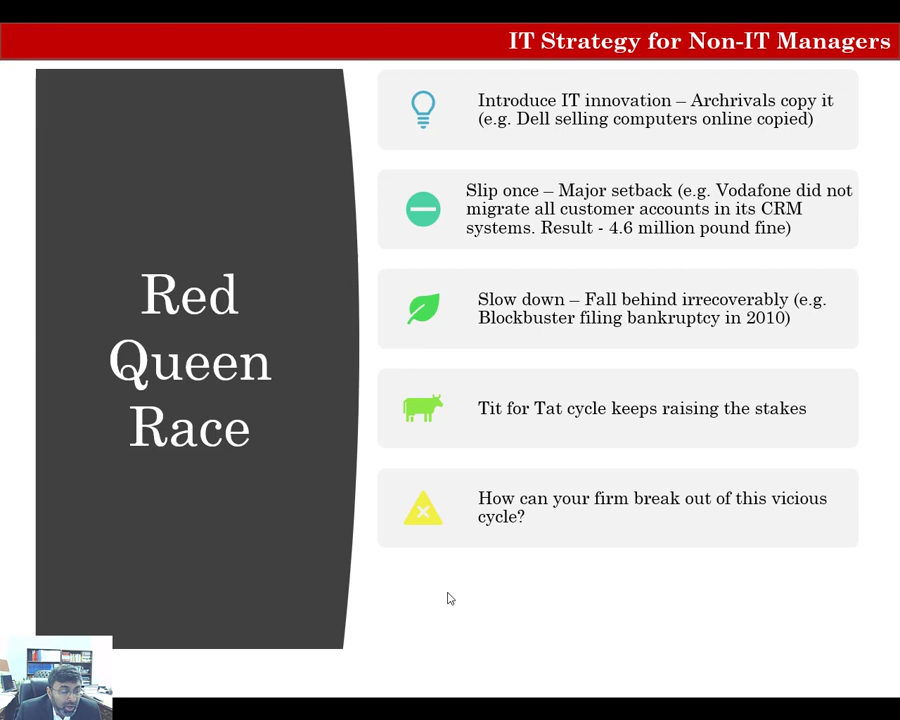 IT Strategy for Non-IT Managers
Red
Queen
Race
Introduce IT innovation – Archrivals copy it
(e.g. Dell selling computers online copied)
Slip once – Major setback (e.g. Vodafone did not
migrate all customer accounts in its CRM
systems. Result - 4.6 million pound fine)
Slow down – Fall behind irrecoverably (e.g.
Blockbuster filing bankruptcy in 2010)
Tit for Tat cycle keeps raising the stakes
How can your firm break out of this vicious
cycle?